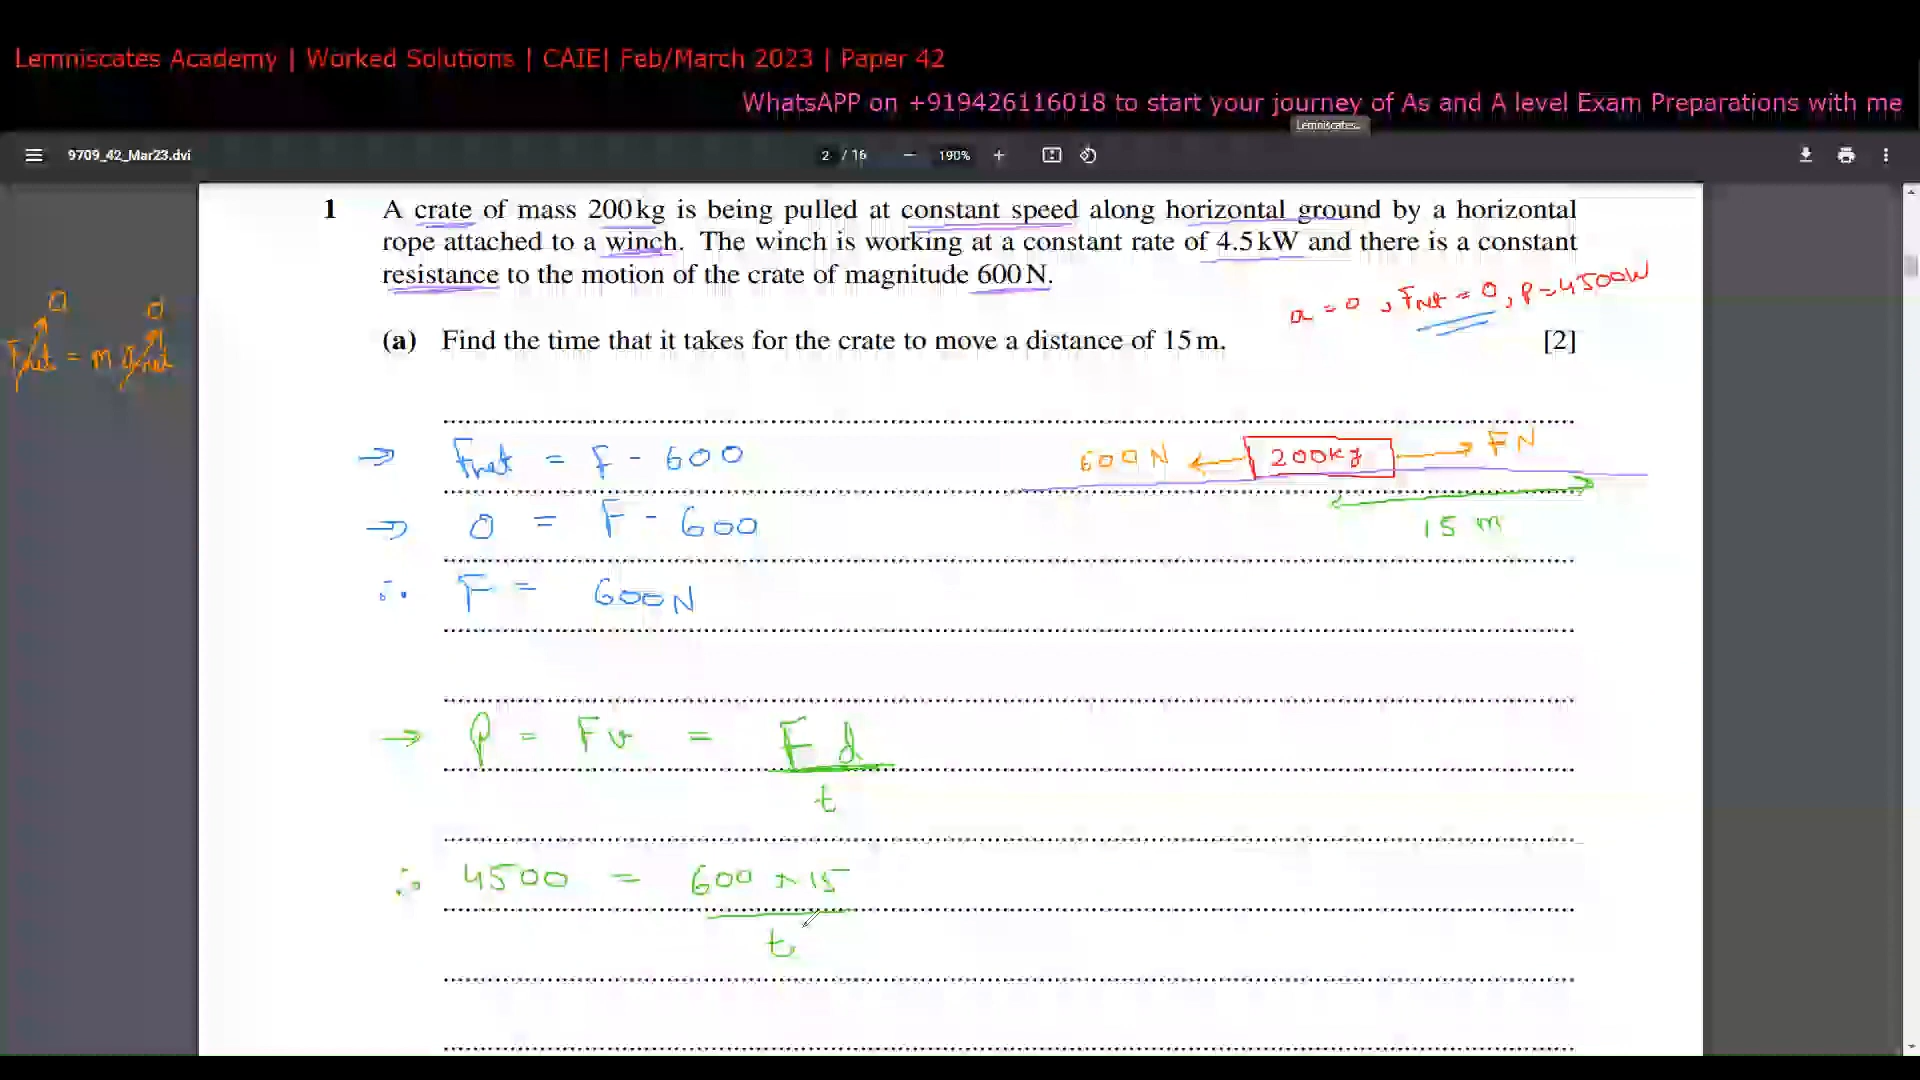 Lemniscates Academy | Worked Solutions | CAIE| Feb/March 2023 | Paper 42
WhatsAPP on +919426116018 to start your journey of As and A level Exam Preparations with me
Lemniscates...
9709_42_Mar23.dvi
2 / 16
190%
1 A crate of mass 200 kg is being pulled at constant speed along horizontal ground by a horizontal
rope attached to a winch. The winch is working at a constant rate of 4.5 kW and there is a constant
resistance to the motion of the crate of magnitude 600 N.
a = 0, Fnet = 0, P = 4500W
0 0
Fnet = m anet
(a) Find the time that it takes for the crate to move a distance of 15 m. [2]
→ Fnet = F - 600
600 N 200kg F N
→ 0 = F - 600
15 m
∴ F = 600N
→ P = Fv = F d
t
∴ 4500 = 600 × 15
t